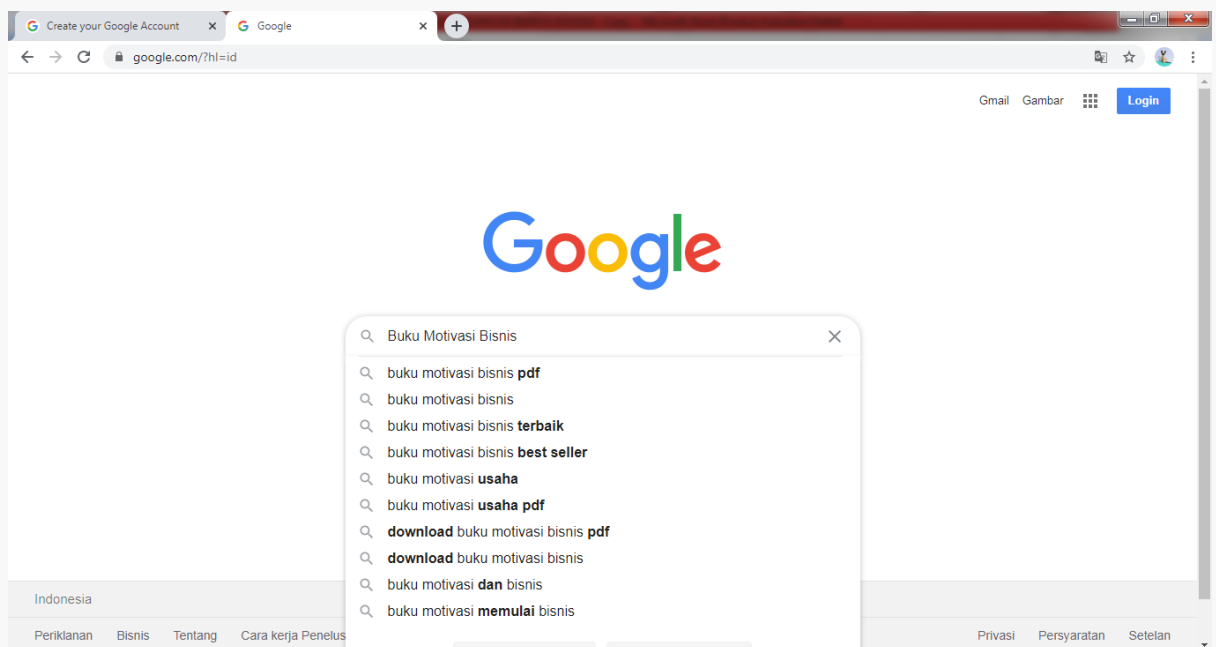 Create your Google Account
Google
google.com/?hl=id
Gmail Gambar Login
Google
Buku Motivasi Bisnis
buku motivasi bisnis pdf
buku motivasi bisnis
buku motivasi bisnis terbaik
buku motivasi bisnis best seller
buku motivasi usaha
buku motivasi usaha pdf
download buku motivasi bisnis pdf
download buku motivasi bisnis
buku motivasi dan bisnis
buku motivasi memulai bisnis
Indonesia
Periklanan Bisnis Tentang Cara kerja Penelus
Privasi Persyaratan Setelan